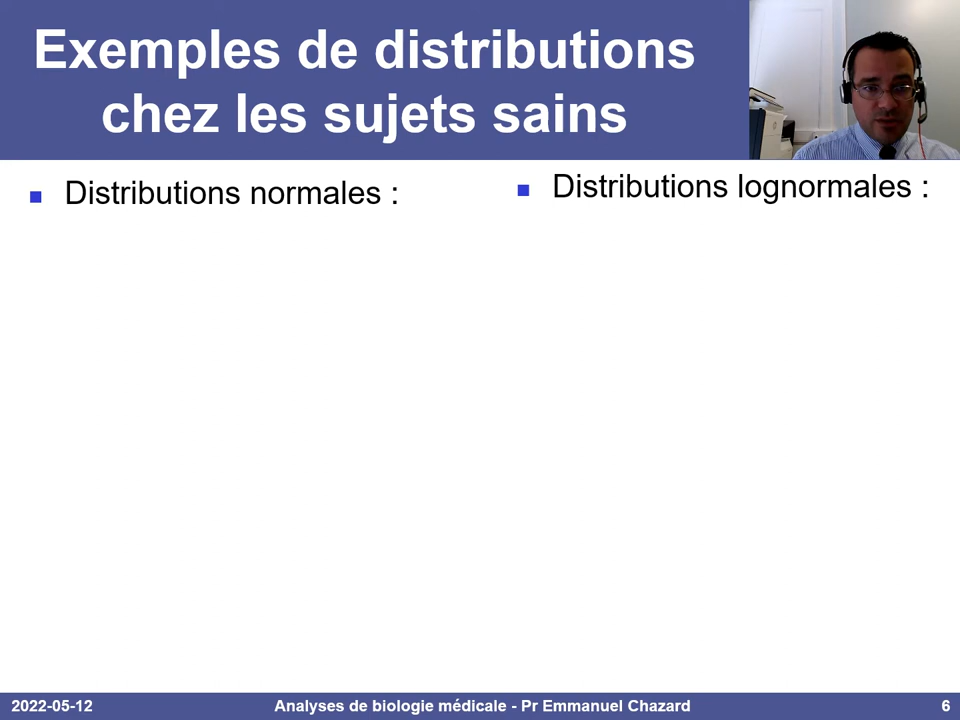 Exemples de distributions
chez les sujets sains
Distributions normales :
Distributions lognormales :
2022-05-12
Analyses de biologie médicale - Pr Emmanuel Chazard
6